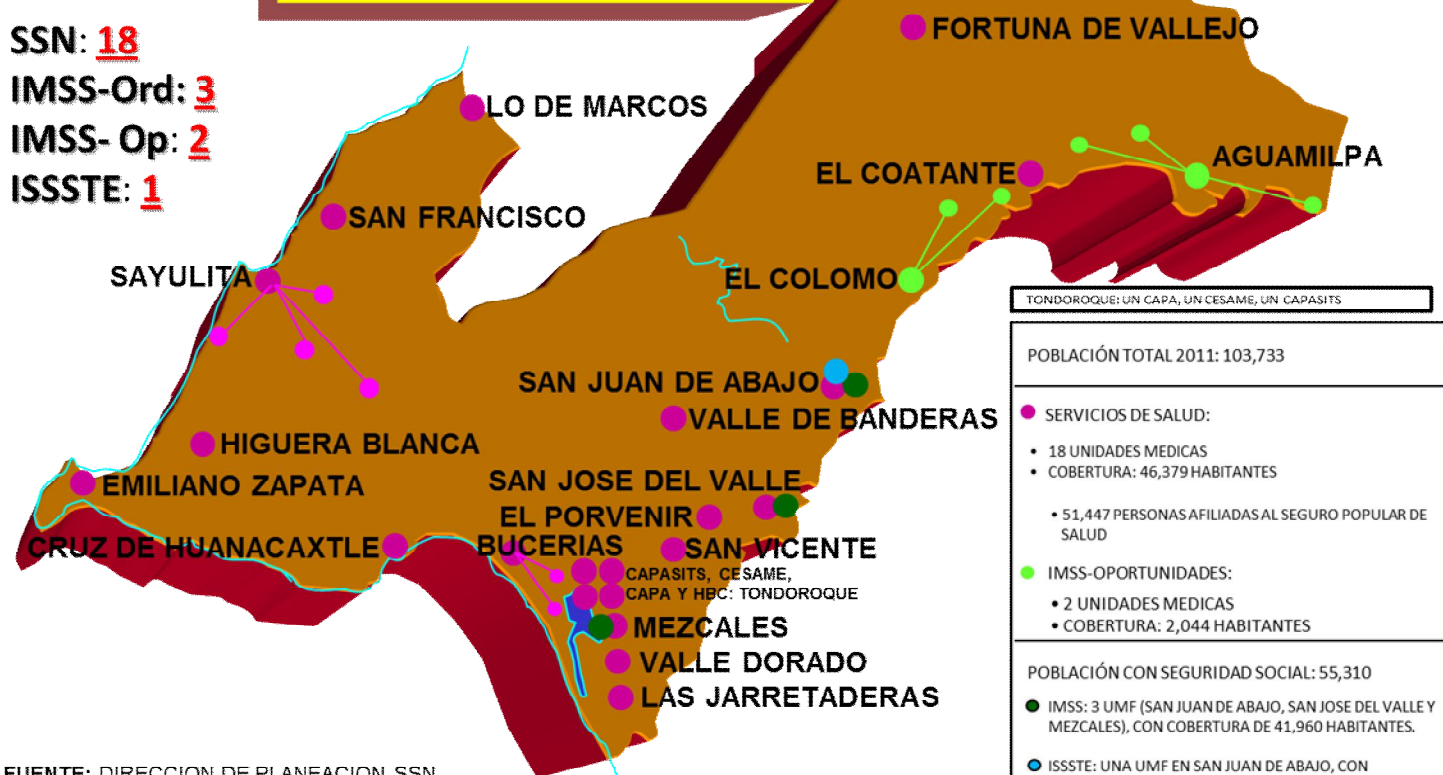 SSN: 18
IMSS-Ord: 3
IMSS- Op: 2
ISSSTE: 1
FORTUNA DE VALLEJO
LO DE MARCOS
AGUAMILPA
EL COATANTE
SAN FRANCISCO
SAYULITA
EL COLOMO
SAN JUAN DE ABAJO
VALLE DE BANDERAS
HIGUERA BLANCA
SAN JOSE DEL VALLE
EMILIANO ZAPATA
EL PORVENIR
CRUZ DE HUANACAXTLE
BUCERIAS
SAN VICENTE
CAPASITS, CESAME,
CAPA Y HBC: TONDOROQUE
MEZCALES
VALLE DORADO
LAS JARRETADERAS
TONDOROQUE: UN CAPA, UN CESAME, UN CAPASITS
POBLACIÓN TOTAL 2011: 103,733
SERVICIOS DE SALUD:
• 18 UNIDADES MEDICAS
• COBERTURA: 46,379 HABITANTES
• 51,447 PERSONAS AFILIADAS AL SEGURO POPULAR DE
SALUD
IMSS-OPORTUNIDADES:
• 2 UNIDADES MEDICAS
• COBERTURA: 2,044 HABITANTES
POBLACIÓN CON SEGURIDAD SOCIAL: 55,310
IMSS: 3 UMF (SAN JUAN DE ABAJO, SAN JOSE DEL VALLE Y
MEZCALES), CON COBERTURA DE 41,960 HABITANTES.
ISSSTE: UNA UMF EN SAN JUAN DE ABAJO, CON
FUENTE: DIRECCION DE PLANEACION, SSN